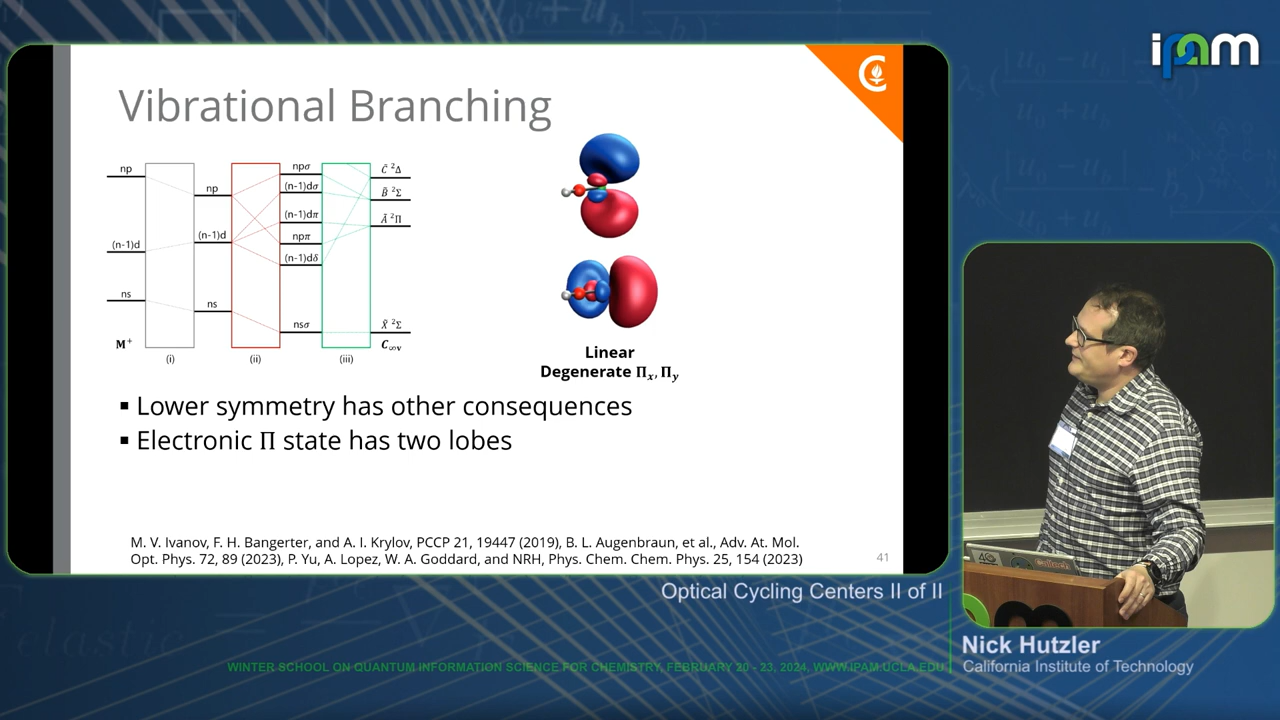 ipam
Vibrational Branching
np
(n-1)d
ns
M⁺
(i)
np
(n-1)d
ns
(ii)
npσ
(n-1)dσ
(n-1)dπ
npπ
(n-1)dδ
nsσ
(iii)
C̃ ²Δ
B̃ ²Σ
Ã ²Π
X̃ ²Σ
C∞v
Linear
Degenerate Πx, Πy
▪ Lower symmetry has other consequences
▪ Electronic Π state has two lobes
M. V. Ivanov, F. H. Bangerter, and A. I. Krylov, PCCP 21, 19447 (2019), B. L. Augenbraun, et al., Adv. At. Mol.
Opt. Phys. 72, 89 (2023), P. Yu, A. Lopez, W. A. Goddard, and NRH, Phys. Chem. Chem. Phys. 25, 154 (2023)
41
Optical Cycling Centers II of II
Nick Hutzler
California Institute of Technology
WINTER SCHOOL ON QUANTUM INFORMATION SCIENCE FOR CHEMISTRY, FEBRUARY 20 - 23, 2024, WWW.IPAM.UCLA.EDU
elastic